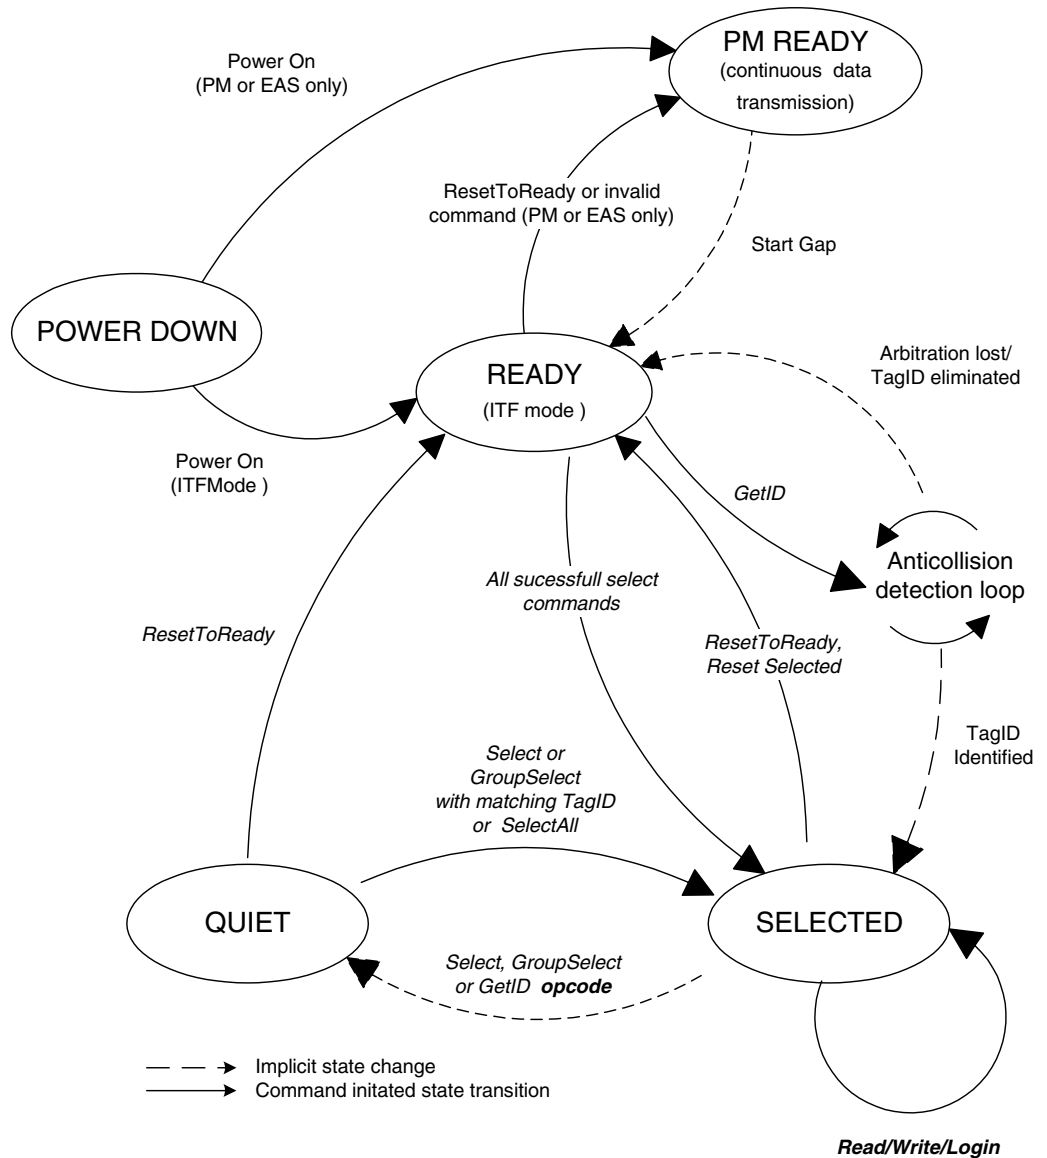 PM READY
(continuous data
transmission)
Power On
(PM or EAS only)
ResetToReady or invalid
command (PM or EAS only)
Start Gap
POWER DOWN
READY
(ITF mode )
Arbitration lost/
TagID eliminated
Power On
(ITFMode )
GetID
Anticollision
detection loop
All sucessfull select
commands
ResetToReady
ResetToReady,
Reset Selected
TagID
Identified
Select or
GroupSelect
with matching TagID
or SelectAll
QUIET
SELECTED
Select, GroupSelect
or GetID opcode
Implicit state change
Command initated state transition
Read/Write/Login